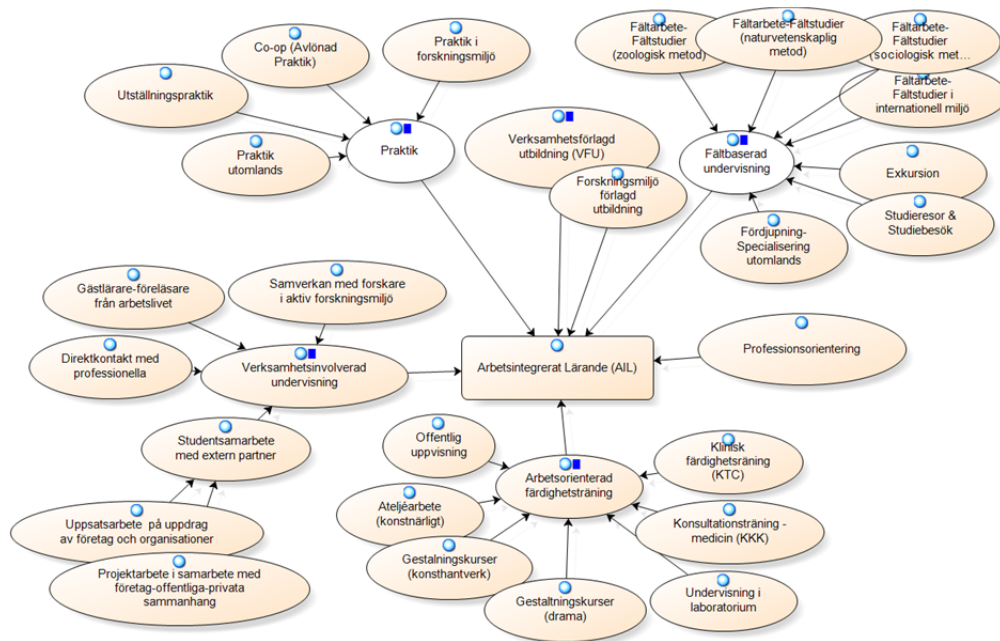 Co-op (Avlönad
Praktik)
Praktik i
forskningsmiljö
Utställningspraktik
Praktik
Praktik
utomlands
Verksamhetsförlagd
utbildning (VFU)
Forskningsmiljö
förlagd
utbildning
Fältarbete-
Fältstudier
(zoologisk metod)
Fältarbete-Fältstudier
(naturvetenskaplig
metod)
Fältarbete-
Fältstudier
(sociologisk met...
Fältarbete-
Fältstudier i
internationell miljö
Fältbaserad
undervisning
Exkursion
Studieresor &
Studiebesök
Fördjupning-
Specialisering
utomlands
Gästlärare-föreläsare
från arbetslivet
Samverkan med forskare
i aktiv forskningsmiljö
Direktkontakt med
professionella
Verksamhetsinvolverad
undervisning
Arbetsintegrerat Lärande (AIL)
Professionsorientering
Studentsamarbete
med extern partner
Uppsatsarbete på uppdrag
av företag och organisationer
Projektarbete i samarbete med
företag-offentliga-privata
sammanhang
Offentlig
uppvisning
Arbetsorienterad
färdighetsträning
Klinisk
färdighetsräning
(KTC)
Ateljéarbete
(konstnärligt)
Konsultationsträning -
medicin (KKK)
Gestalningskurser
(konsthantverk)
Gestaltningskurser
(drama)
Undervisning i
laboratorium